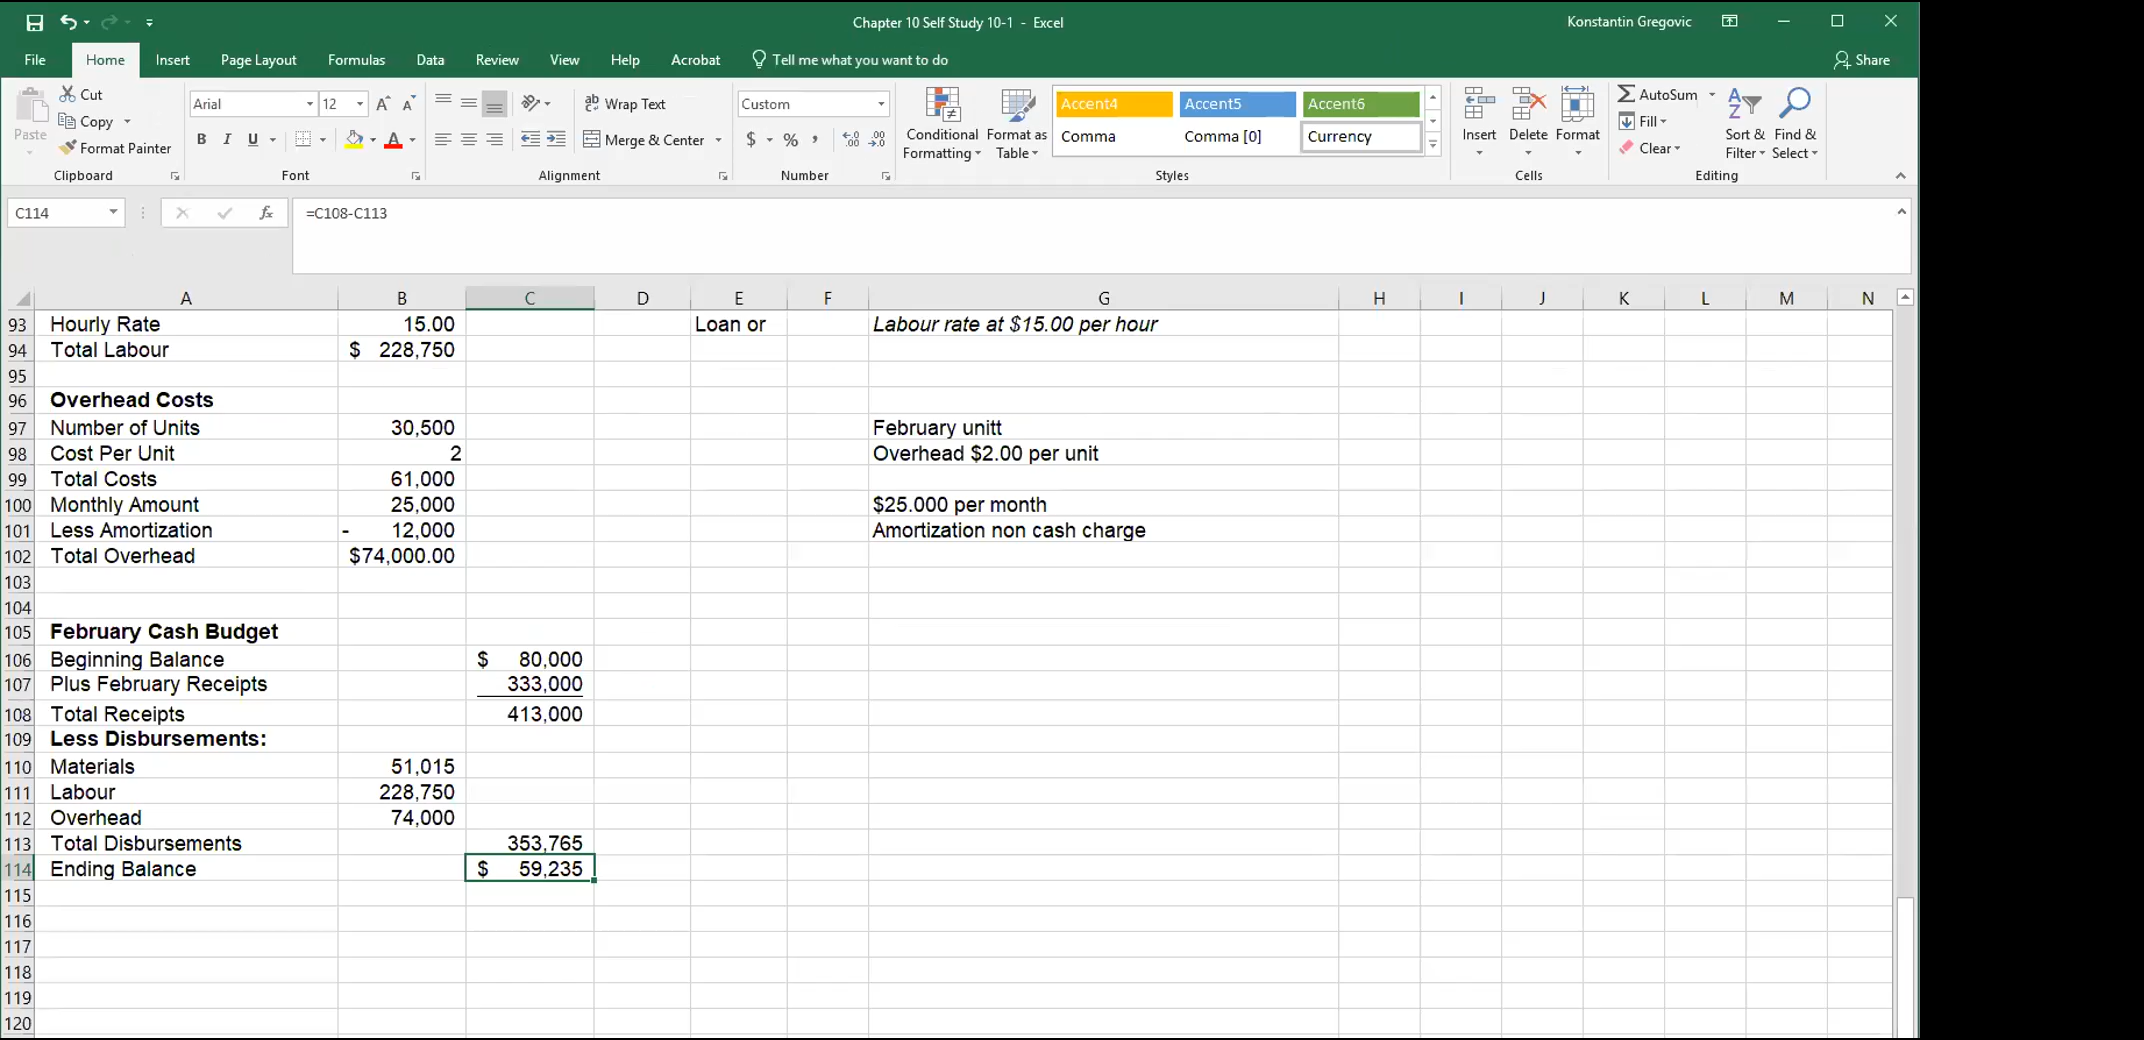 Chapter 10 Self Study 10-1 - Excel
Konstantin Gregovic
File Home Insert Page Layout Formulas Data Review View Help Acrobat Tell me what you want to do
Share
Paste
Cut
Copy
Format Painter
Clipboard
Arial 12
B I U
Font
Wrap Text
Merge & Center
Alignment
Custom
$ % ,
Number
Conditional Formatting
Format as Table
Accent4 Accent5 Accent6
Comma Comma [0] Currency
Styles
Insert Delete Format
Cells
AutoSum
Fill
Clear
Sort & Filter
Find & Select
Editing
C114 fx =C108-C113
A B C D E F G H I J K L M N
93 Hourly Rate 15.00 Loan or Labour rate at $15.00 per hour
94 Total Labour $ 228,750
95
96 Overhead Costs
97 Number of Units 30,500 February unitt
98 Cost Per Unit 2 Overhead $2.00 per unit
99 Total Costs 61,000
100 Monthly Amount 25,000 $25.000 per month
101 Less Amortization - 12,000 Amortization non cash charge
102 Total Overhead $74,000.00
103
104
105 February Cash Budget
106 Beginning Balance $ 80,000
107 Plus February Receipts 333,000
108 Total Receipts 413,000
109 Less Disbursements:
110 Materials 51,015
111 Labour 228,750
112 Overhead 74,000
113 Total Disbursements 353,765
114 Ending Balance $ 59,235
115
116
117
118
119
120